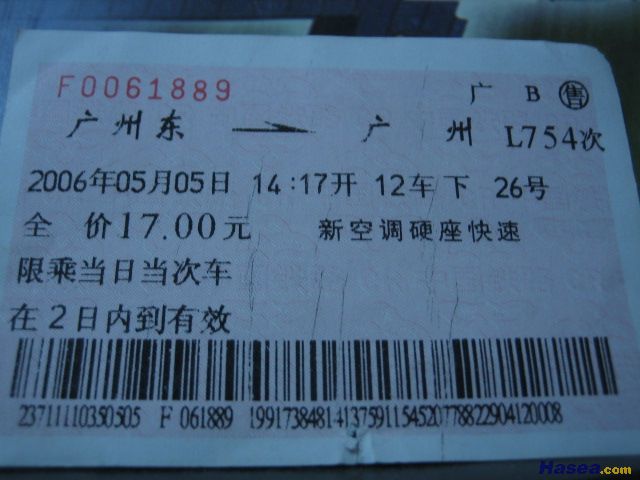 F0061889
广 B 售
广州东 → 广 州 L754次
2006年05月05日 14:17开 12车下 26号
全 价17.00元 新空调硬座快速
限乘当日当次车
在2日内到有效
23711110350505 F 061889 19917384814137591154520778822904120008
Hasea.com